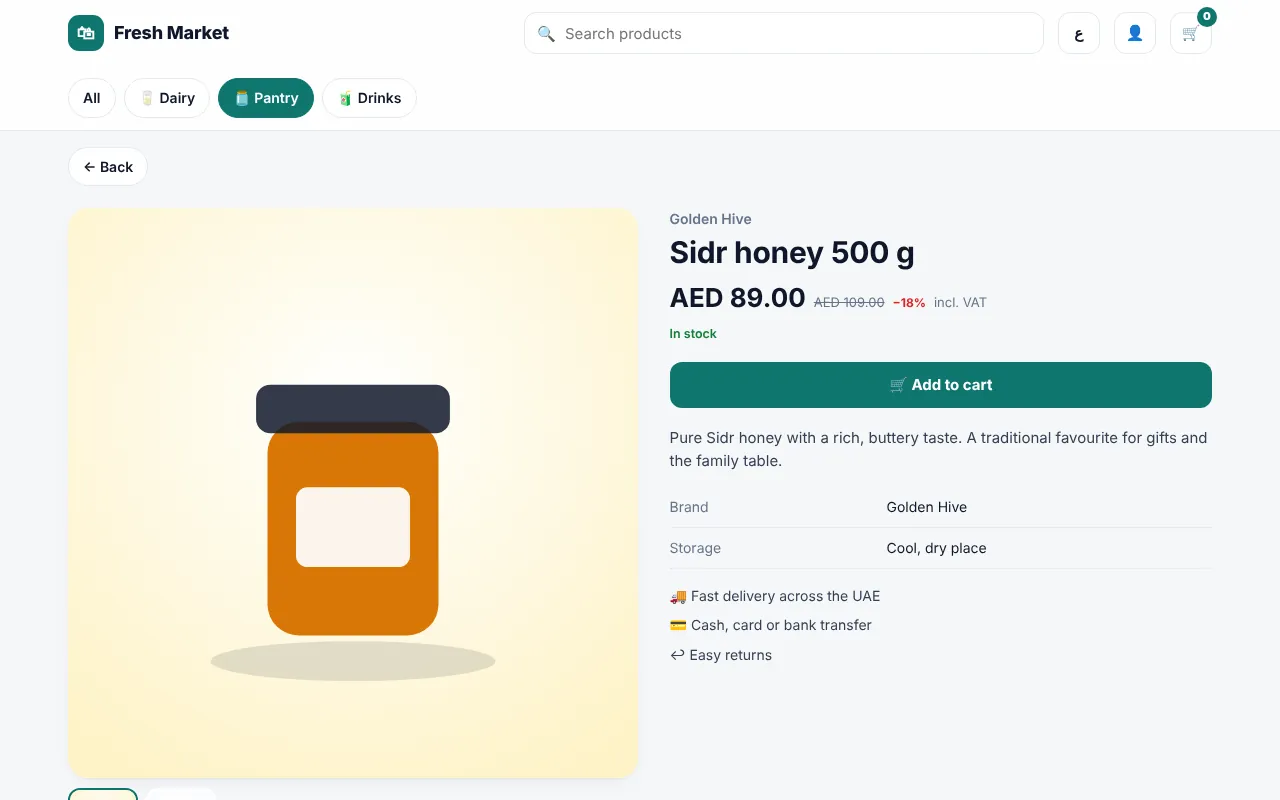 Fresh Market
Search products
ع
0
All
Dairy
Pantry
Drinks
← Back
Golden Hive
Sidr honey 500 g
AED 89.00 AED 109.00 −18% incl. VAT
In stock
Add to cart
Pure Sidr honey with a rich, buttery taste. A traditional favourite for gifts and
the family table.
Brand Golden Hive
Storage Cool, dry place
Fast delivery across the UAE
Cash, card or bank transfer
Easy returns